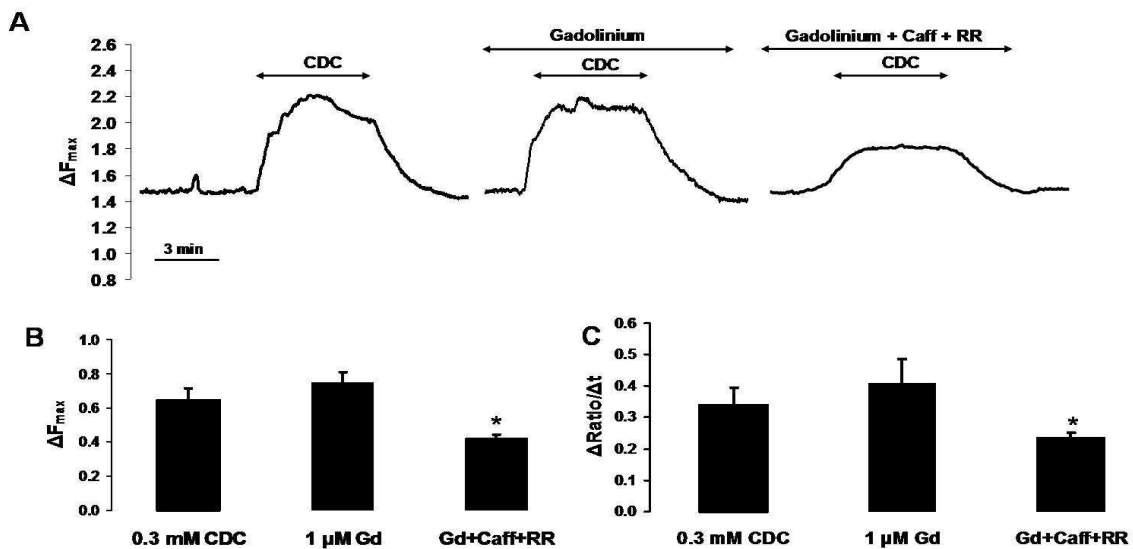 A
Gadolinium
Gadolinium + Caff + RR
CDC
CDC
CDC
2.6
2.4
2.2
2.0
1.8
1.6
1.4
1.2
1.0
0.8
ΔFmax
3 min
B
1.0
0.8
0.6
0.4
0.2
0.0
ΔFmax
*
0.3 mM CDC
1 µM Gd
Gd+Caff+RR
C
0.6
0.5
0.4
0.3
0.2
0.1
0.0
ΔRatio/Δt
*
0.3 mM CDC
1 µM Gd
Gd+Caff+RR